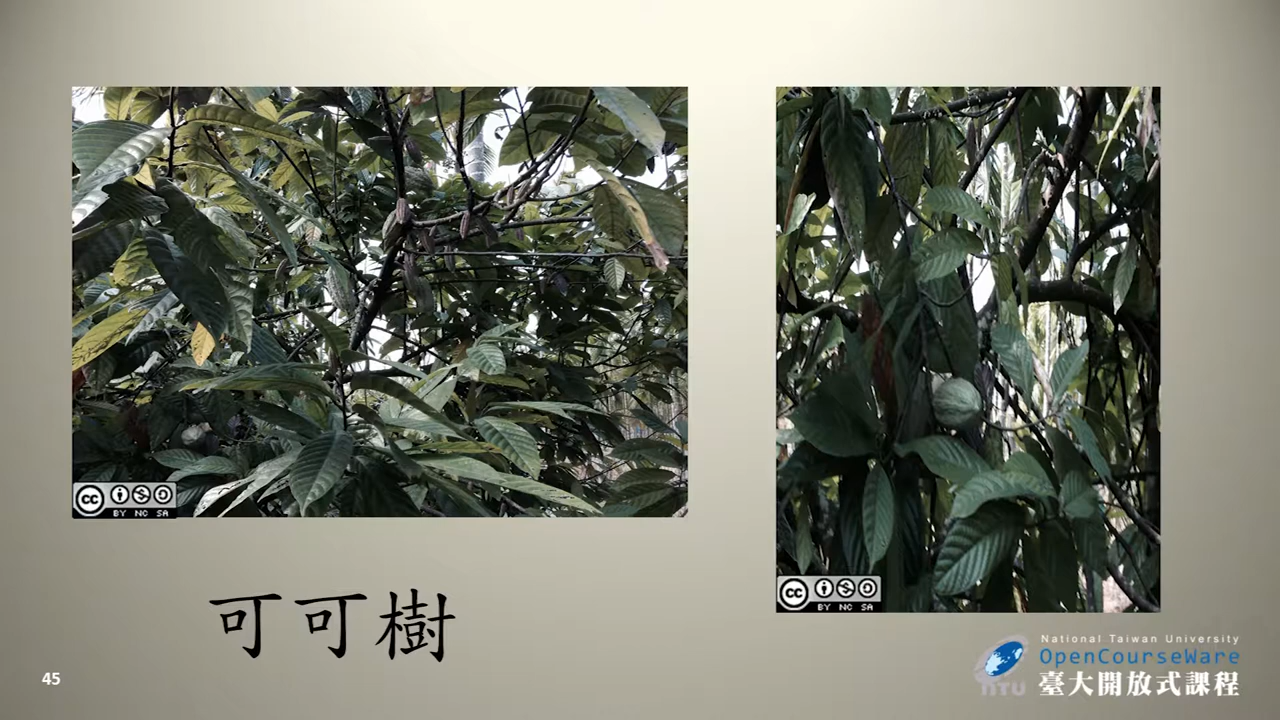 BY NC SA
BY NC SA
可可樹
45
National Taiwan University
OpenCourseWare
NTU
臺大開放式課程